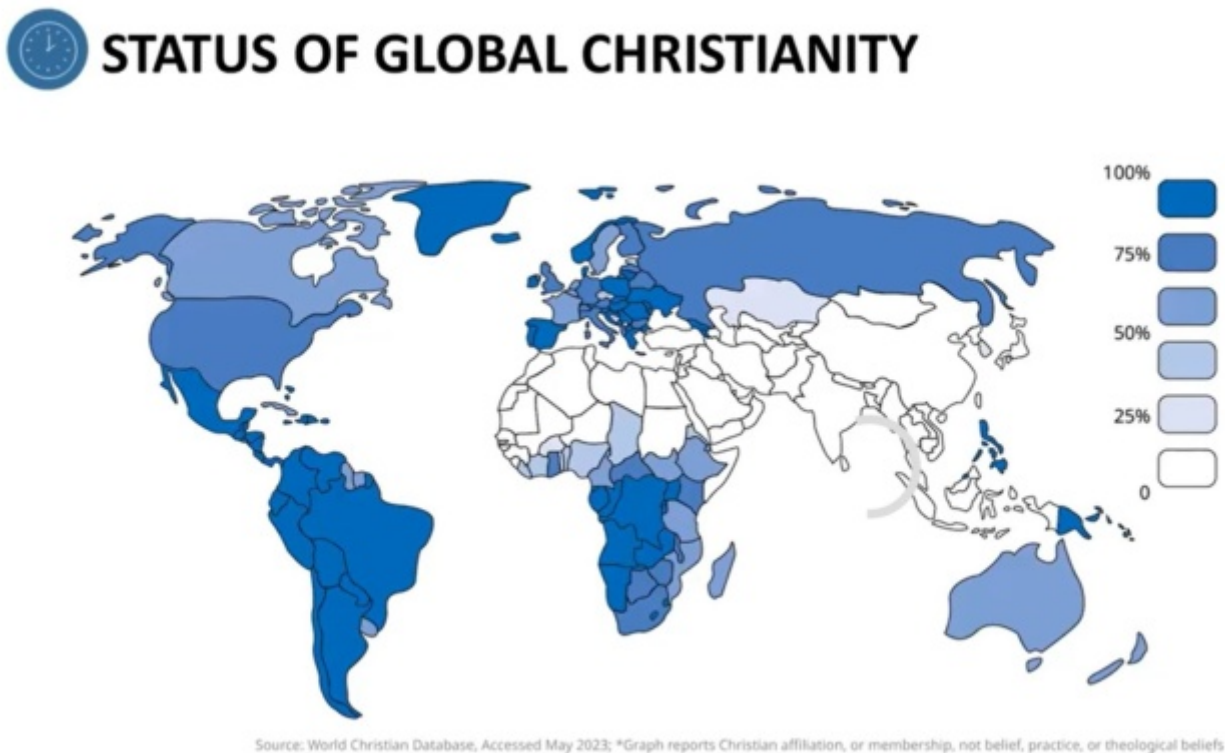 STATUS OF GLOBAL CHRISTIANITY
100%
75%
50%
25%
0
Source: World Christian Database, Accessed May 2023; *Graph reports Christian affiliation, or membership, not belief, practice, or theological beliefs